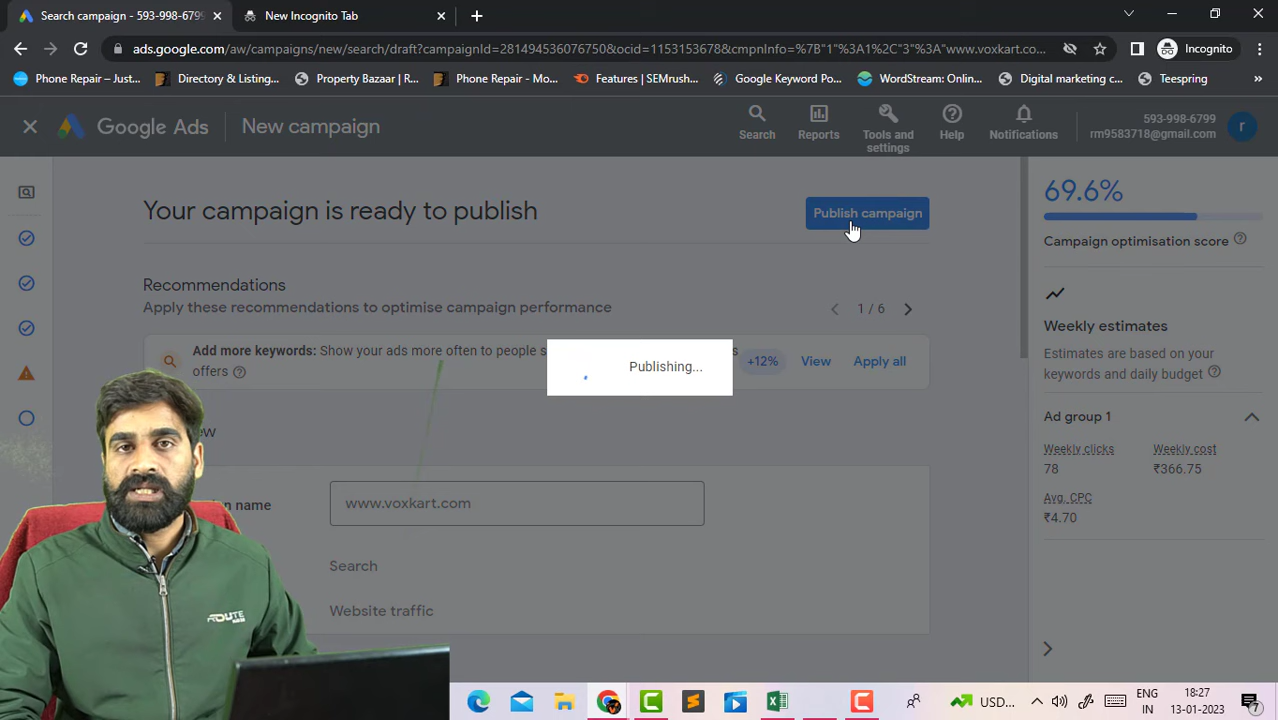 Search campaign - 593-998-6799
New Incognito Tab
ads.google.com/aw/campaigns/new/search/draft?campaignId=281494536076750&ocid=1153153678&cmpnInfo=%7B"1"%3A1%2C"3"%3A"www.voxkart.co...
Incognito
Phone Repair – Just...
Directory & Listing...
Property Bazaar | R...
Phone Repair - Mo...
Features | SEMrush...
Google Keyword Po...
WordStream: Onlin...
Digital marketing c...
Teespring
Google Ads
New campaign
Search
Reports
Tools and settings
Help
Notifications
593-998-6799
rm9583718@gmail.com
r
Your campaign is ready to publish
Publish campaign
Recommendations
Apply these recommendations to optimise campaign performance
1 / 6
Add more keywords: Show your ads more often to people s
offers
+12%
View
Apply all
Publishing...
ew
n name
www.voxkart.com
Search
Website traffic
69.6%
Campaign optimisation score
Weekly estimates
Estimates are based on your
keywords and daily budget
Ad group 1
Weekly clicks
Weekly cost
78
₹366.75
Avg. CPC
₹4.70
ROUTE
USD...
ENG
IN
18:27
13-01-2023
7